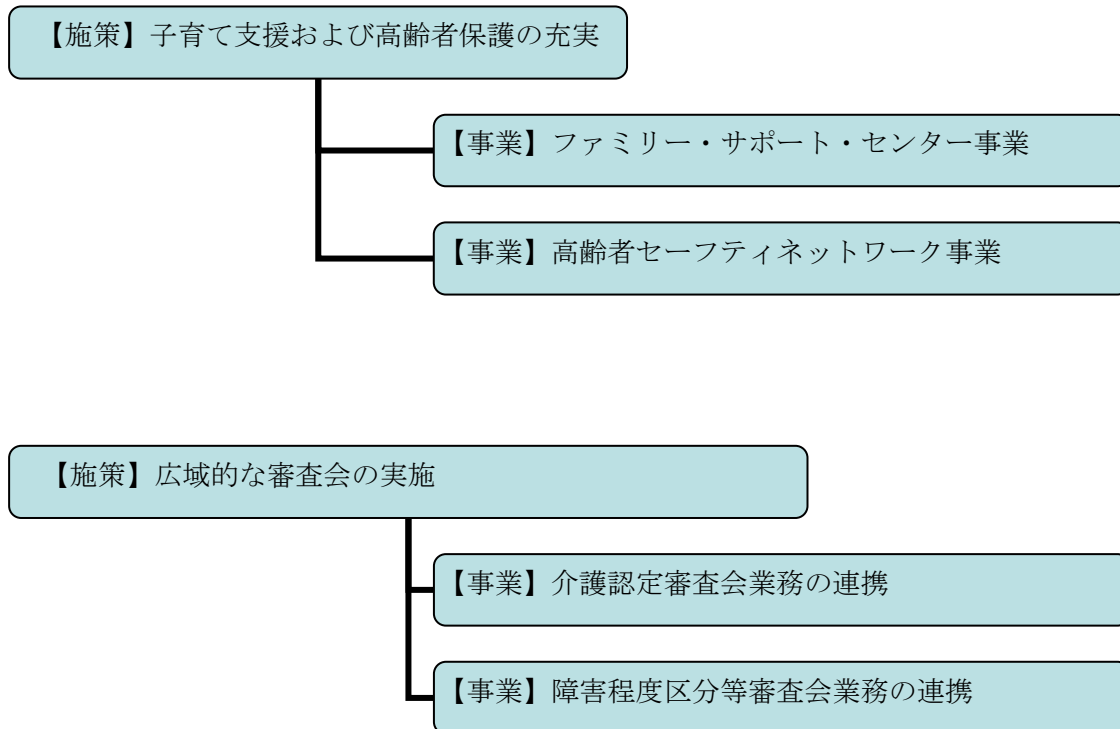 【施策】子育て支援および高齢者保護の充実
【事業】ファミリー・サポート・センター事業
【事業】高齢者セーフティネットワーク事業
【施策】広域的な審査会の実施
【事業】介護認定審査会業務の連携
【事業】障害程度区分等審査会業務の連携